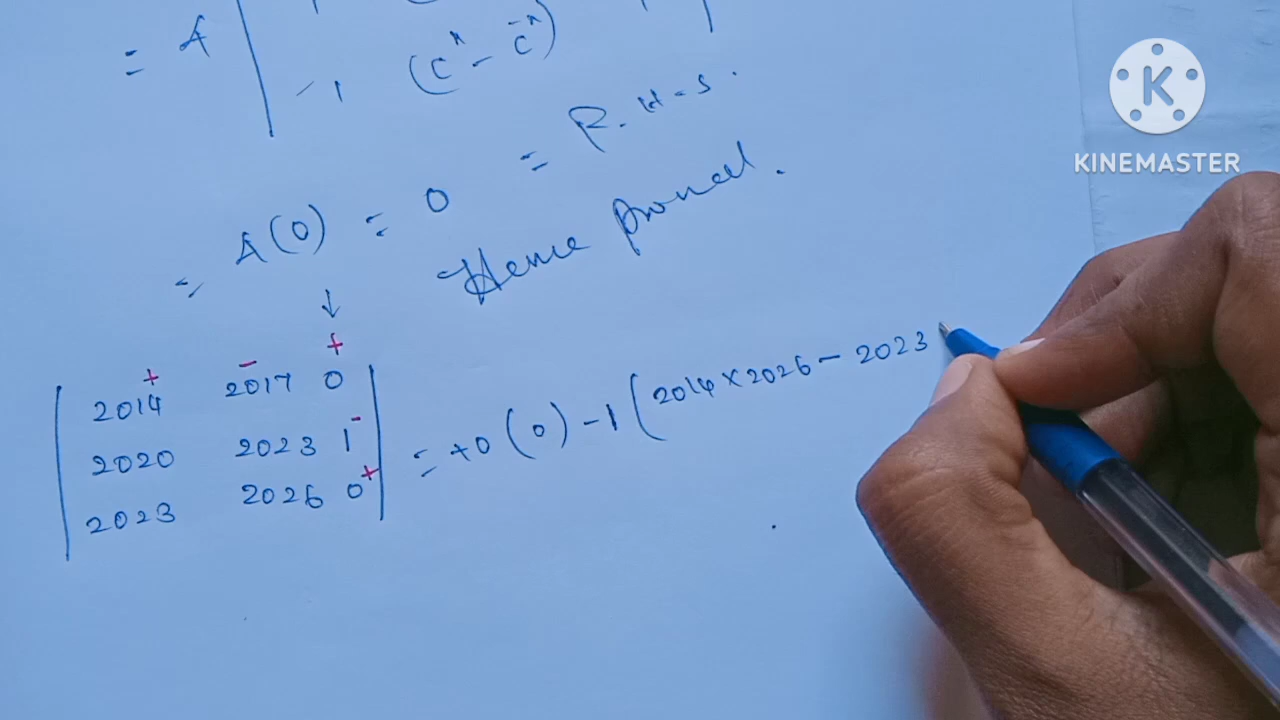 = A | (C^x - C^-x)
-1
= R.H.S.
= A(0) = 0
Hence proved.
↓
+ - +
2014 2017 0
2020 2023 1 -
2023 2026 0 +
= +0 (0) -1 (2014 × 2026 - 2023
KINEMASTER